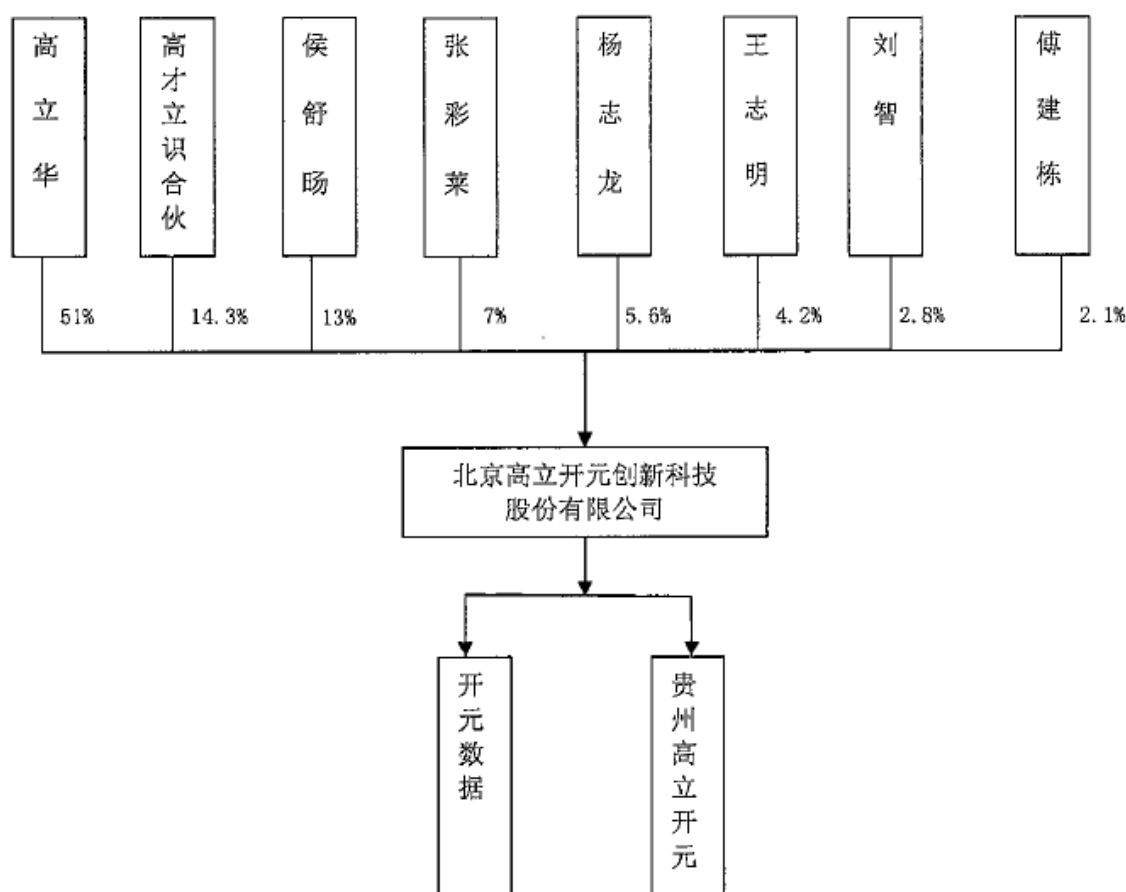 高立华
高才立识合伙
侯舒旸
张彩莱
杨志龙
王志明
刘智
傅建栋
51%
14.3%
13%
7%
5.6%
4.2%
2.8%
2.1%
北京高立开元创新科技
股份有限公司
开元数据
贵州高立开元